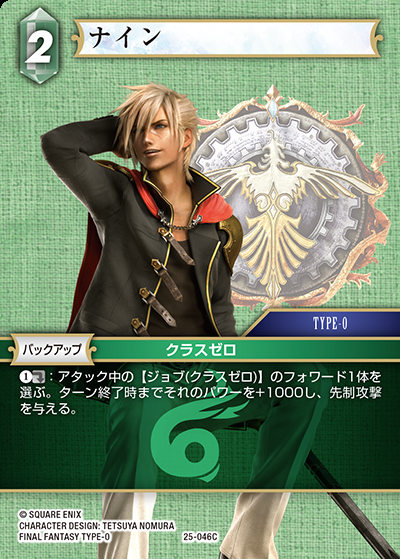 2
ナイン
TYPE-0
バックアップ
クラスゼロ
1 : アタック中の【ジョブ(クラスゼロ)】のフォワード1体を
選ぶ。ターン終了時までそれのパワーを+1000し、先制攻撃
を与える。
© SQUARE ENIX
CHARACTER DESIGN: TETSUYA NOMURA
FINAL FANTASY TYPE-0
25-046C